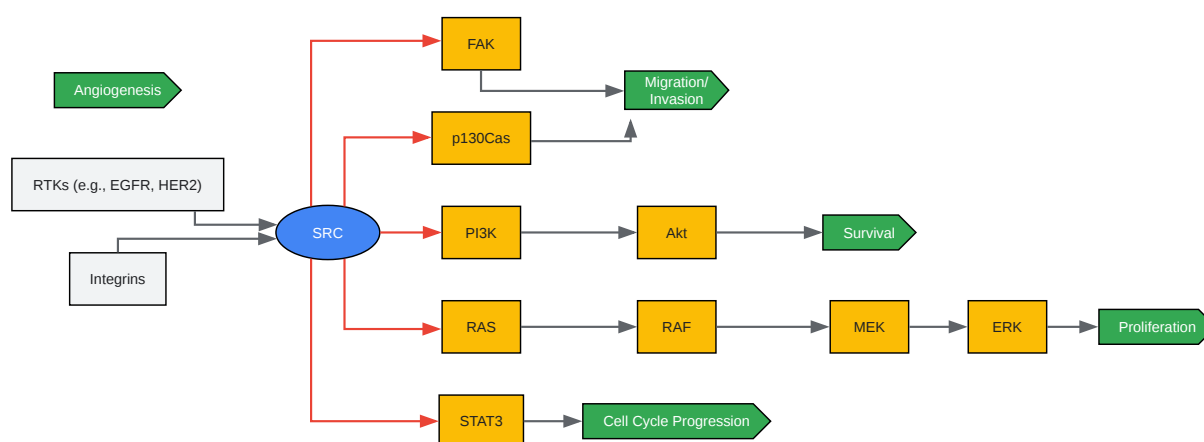 FAK
Angiogenesis
Migration/
Invasion
p130Cas
RTKs (e.g., EGFR, HER2)
SRC
PI3K
Akt
Survival
Integrins
RAS
RAF
MEK
ERK
Proliferation
STAT3
Cell Cycle Progression